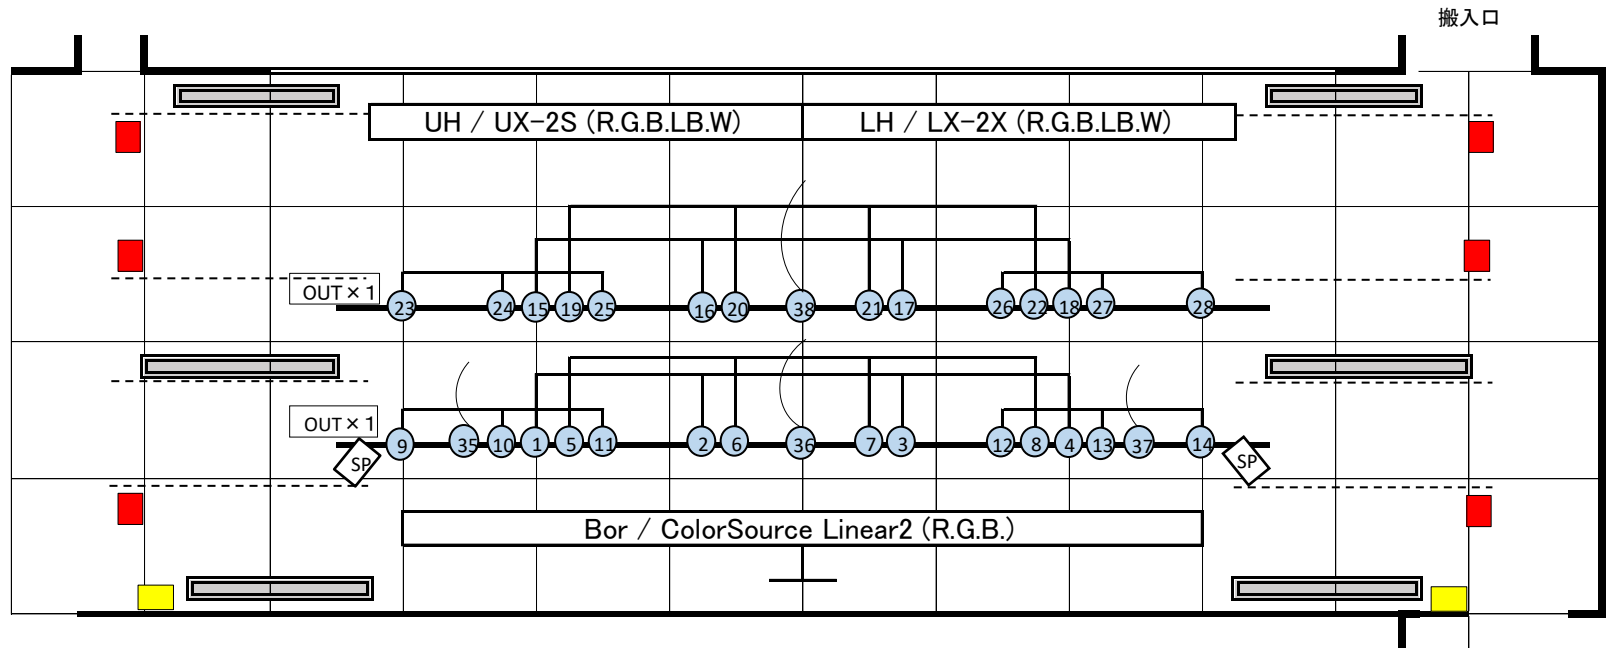 搬入口
UH / UX-2S (R.G.B.LB.W)
LH / LX-2X (R.G.B.LB.W)
OUT×1
23 24 15 19 25 16 20 38 21 17 26 22 18 27 28
OUT×1
9 35 10 1 5 11 2 6 36 7 3 12 8 4 13 37 14
SP
SP
Bor / ColorSource Linear2 (R.G.B.)